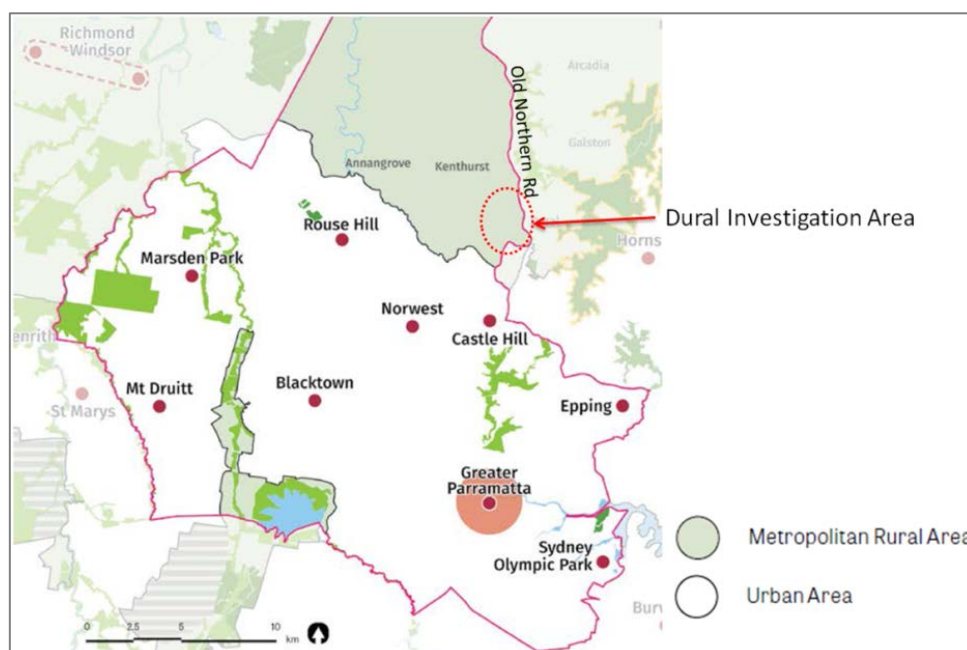 Richmond
Windsor
Arcadia
Old Northern Rd
Galston
Annangrove
Kenthurst
Dural Investigation Area
Rouse Hill
Horns
Marsden Park
Norwest
Castle Hill
enrith
Mt Druitt
Blacktown
St Marys
Epping
Greater
Parramatta
Metropolitan Rural Area
Sydney
Olympic Park
Urban Area
Burw
0 2.5 5 10
km